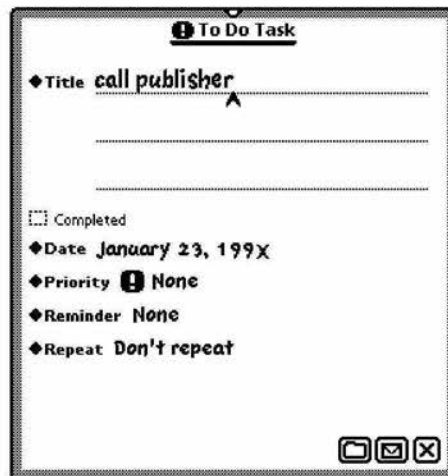 To Do Task
Title call publisher
Completed
Date January 23, 199x
Priority None
Reminder None
Repeat Don't repeat